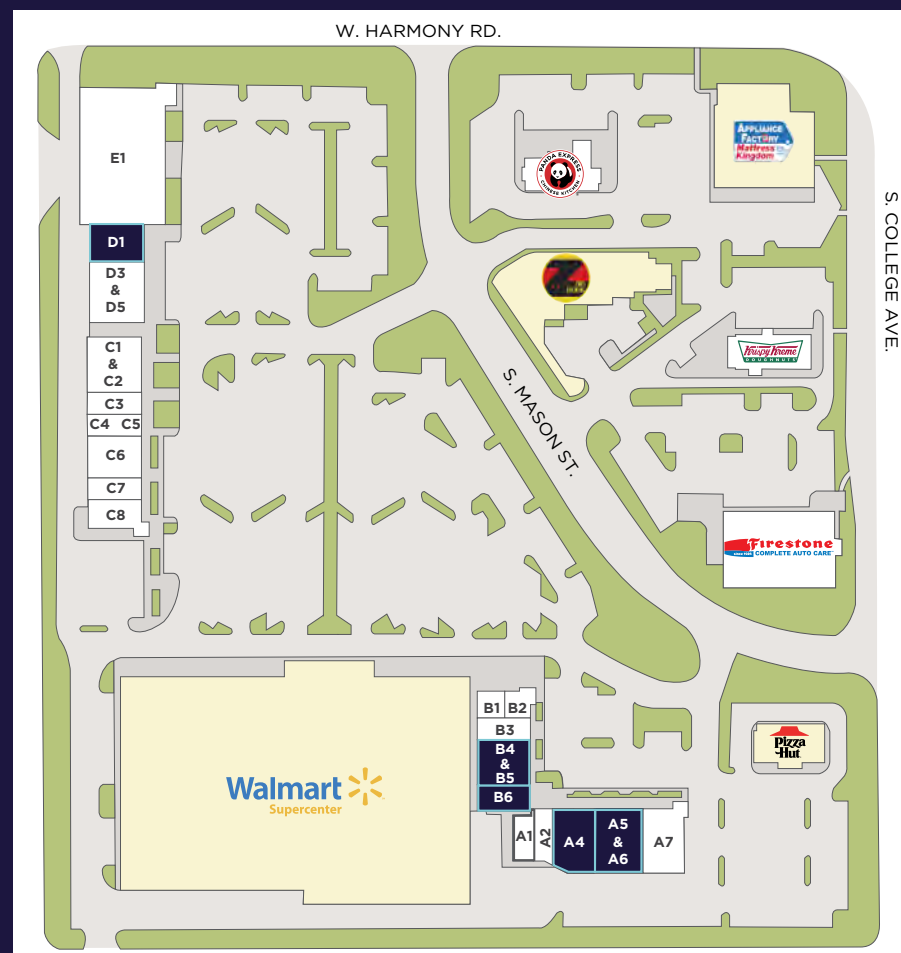 W. HARMONY RD.
APPLIANCE
FACTORY
Mattress
Kingdom
PANDA EXPRESS
CHINESE KITCHEN
E1
S. COLLEGE AVE.
D1
D3
&
D5
Krispy Kreme
DOUGHNUTS
C1
&
C2
S. MASON ST.
C3
C4 C5
C6
C7
C8
Firestone
COMPLETE AUTO CARE
B1 B2
B3
Pizza
Hut
B4
&
B5
Walmart
Supercenter
B6
A1
A2
A4
A5
&
A6
A7